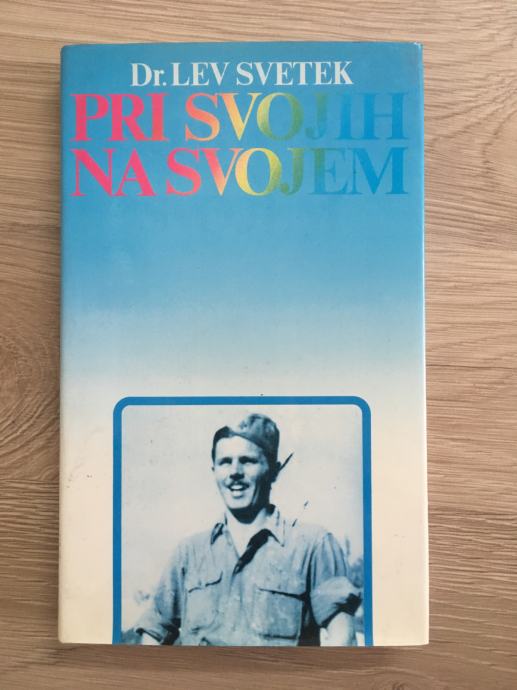 Dr. LEV SVETEK
PRI SVOJIH
NA SVOJEM